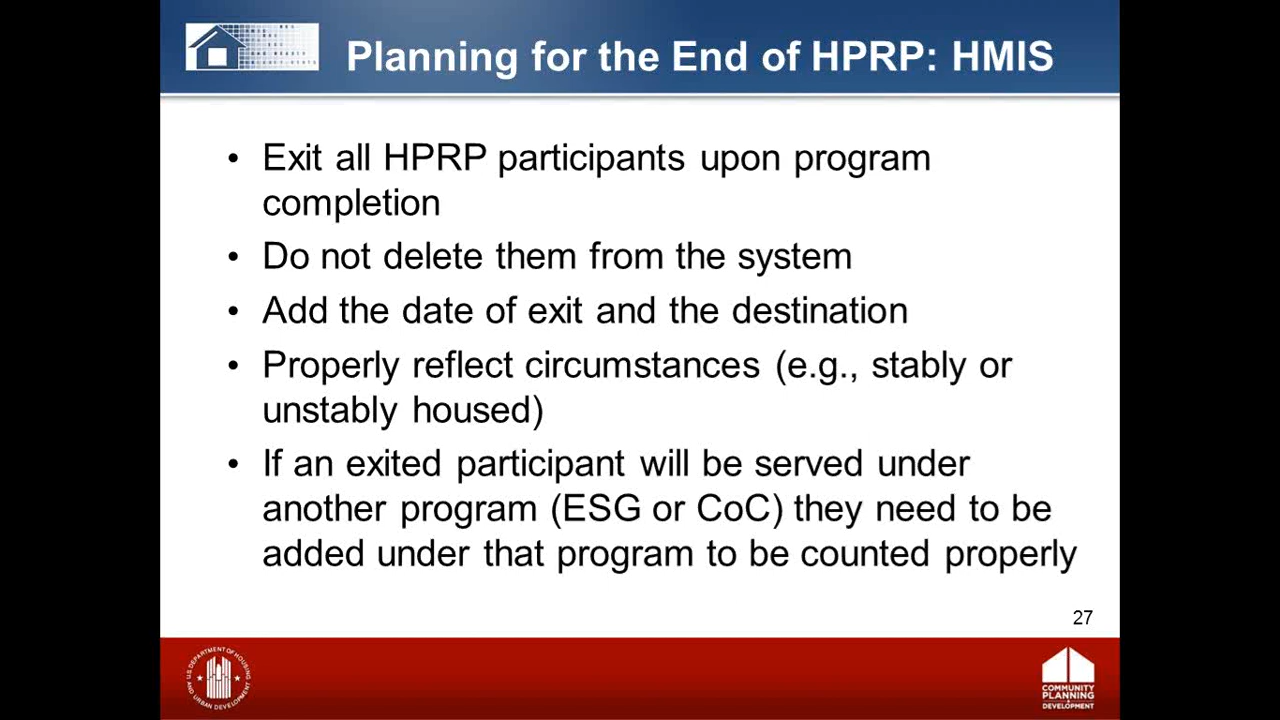 Planning for the End of HPRP: HMIS
• Exit all HPRP participants upon program
completion
• Do not delete them from the system
• Add the date of exit and the destination
• Properly reflect circumstances (e.g., stably or
unstably housed)
• If an exited participant will be served under
another program (ESG or CoC) they need to be
added under that program to be counted properly
27
U.S. DEPARTMENT OF HOUSING
AND URBAN DEVELOPMENT
COMMUNITY
PLANNING
DEVELOPMENT